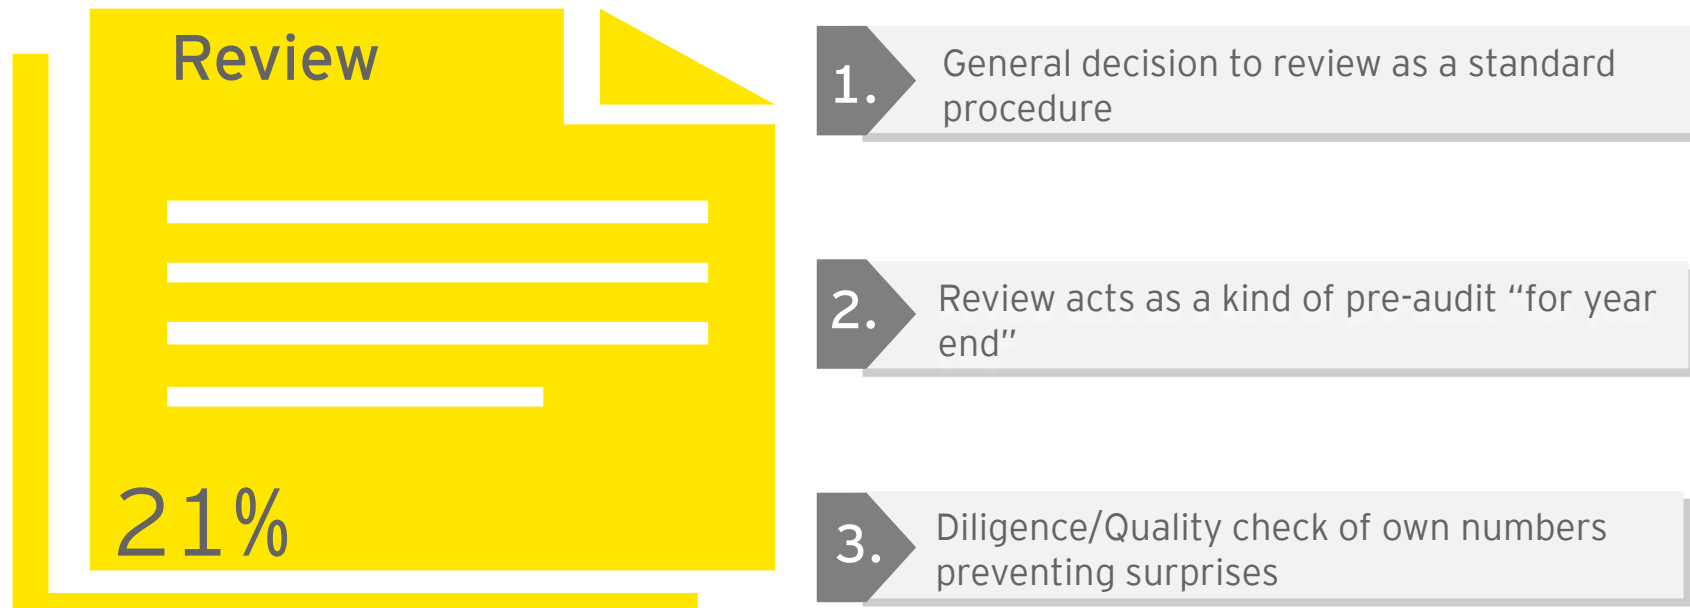 Review
21%
1.
General decision to review as a standard
procedure
2.
Review acts as a kind of pre-audit “for year
end”
3.
Diligence/Quality check of own numbers
preventing surprises